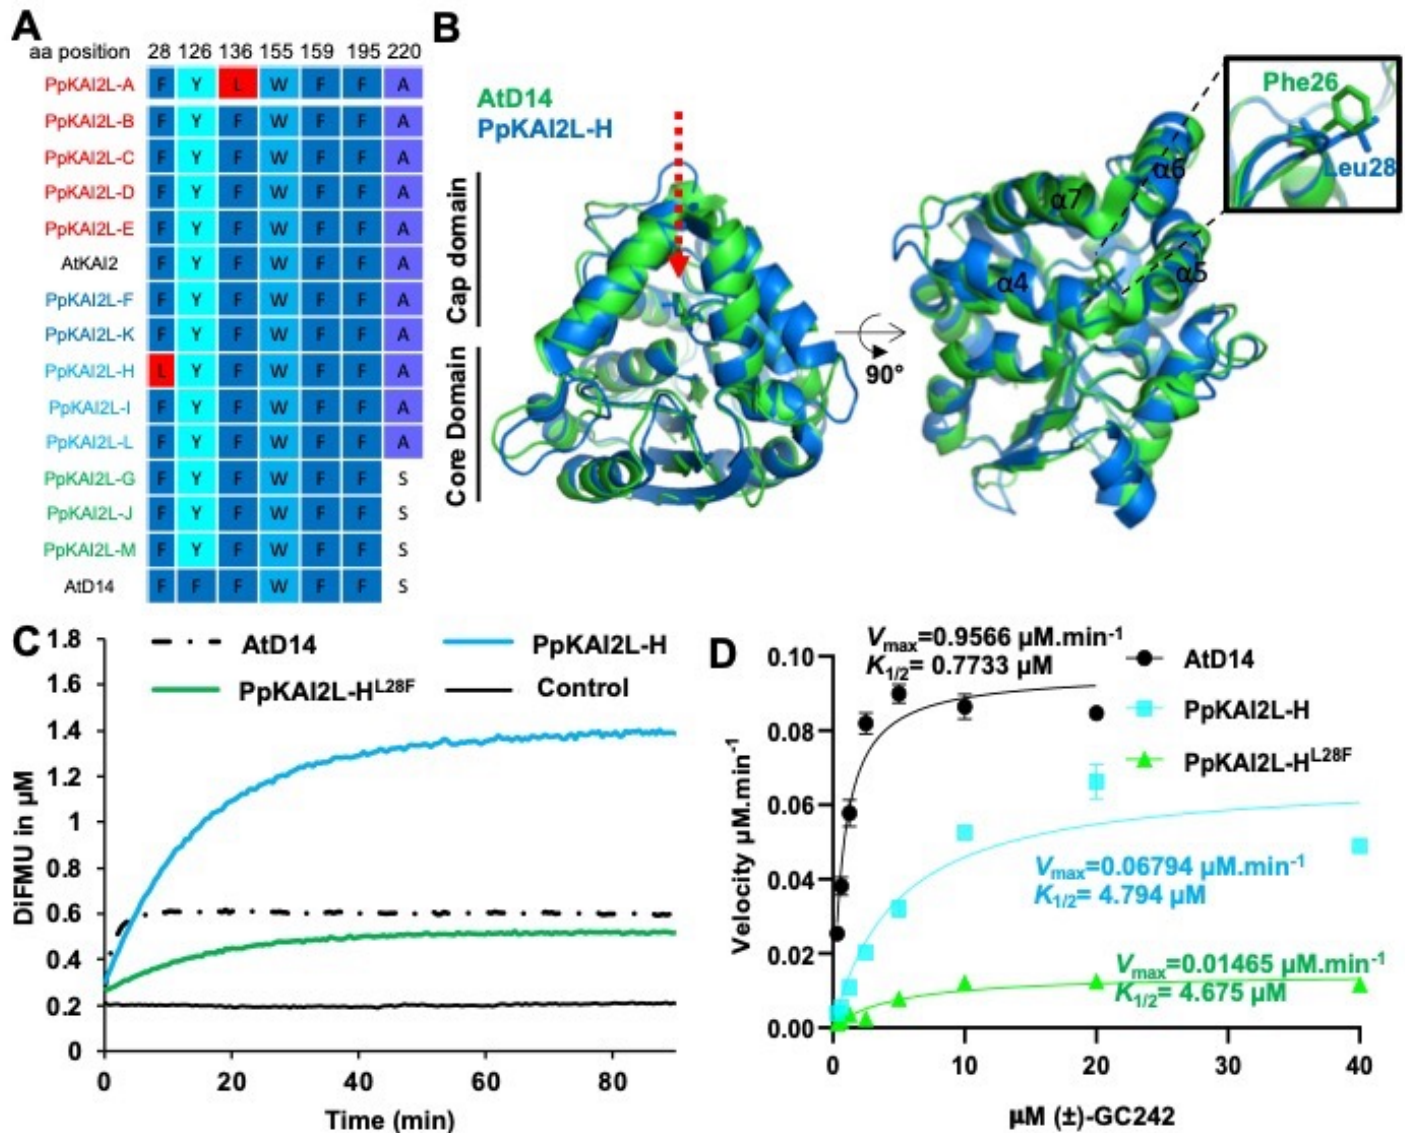 A
aa position 28 126 136 155 159 195 220
PpKAI2L-A F Y L W F F A
PpKAI2L-B F Y F W F F A
PpKAI2L-C F Y F W F F A
PpKAI2L-D F Y F W F F A
PpKAI2L-E F Y F W F F A
AtKAI2 F Y F W F F A
PpKAI2L-F F Y F W F F A
PpKAI2L-K F Y F W F F A
PpKAI2L-H L Y F W F F A
PpKAI2L-I F Y F W F F A
PpKAI2L-L F Y F W F F A
PpKAI2L-G F Y F W F F S
PpKAI2L-J F Y F W F F S
PpKAI2L-M F Y F W F F S
AtD14 F F F W F F S
B
AtD14
PpKAI2L-H
Cap domain
Core Domain
90°
α7
α6
α4
α5
Phe26
Leu28
C
1.8
1.6
1.4
1.2
1
0.8
0.6
0.4
0.2
0
DiFMU in µM
AtD14
PpKAI2L-H
PpKAI2L-H^L28F
Control
0 20 40 60 80
Time (min)
D
Vmax=0.9566 µM.min-1
K1/2= 0.7733 µM
AtD14
PpKAI2L-H
PpKAI2L-H^L28F
0.10
0.08
0.06
0.04
0.02
0.00
Velocity µM.min-1
Vmax=0.06794 µM.min-1
K1/2= 4.794 µM
Vmax=0.01465 µM.min-1
K1/2= 4.675 µM
0 10 20 30 40
µM (±)-GC242